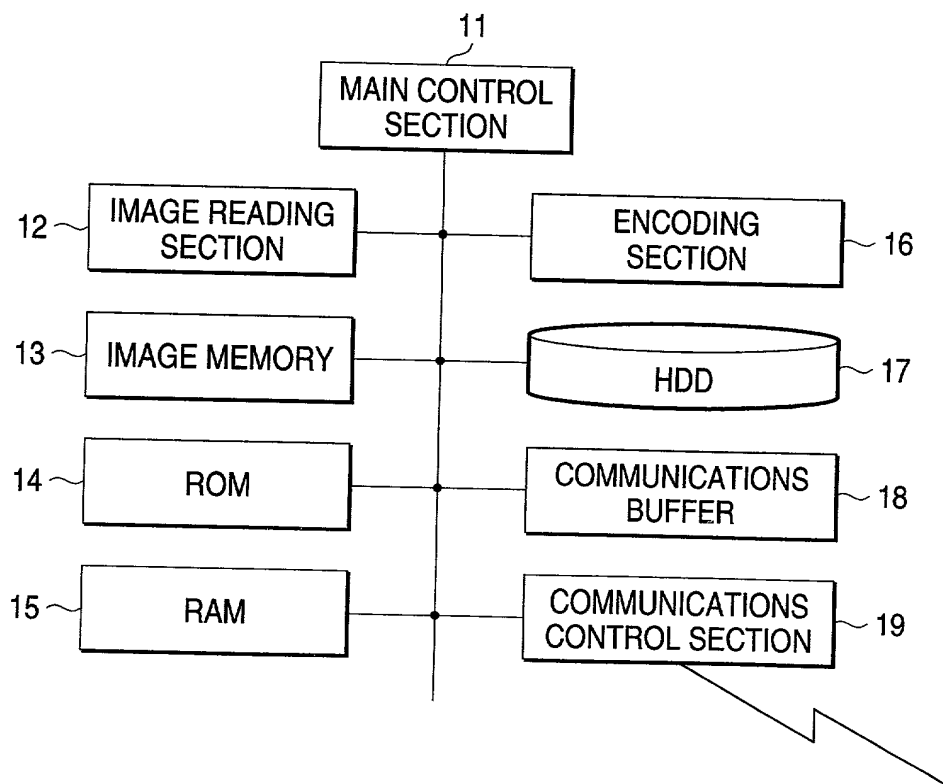 11
MAIN CONTROL
SECTION
12
IMAGE READING
SECTION
ENCODING
SECTION
16
13
IMAGE MEMORY
HDD
17
14
ROM
COMMUNICATIONS
BUFFER
18
15
RAM
COMMUNICATIONS
CONTROL SECTION
19